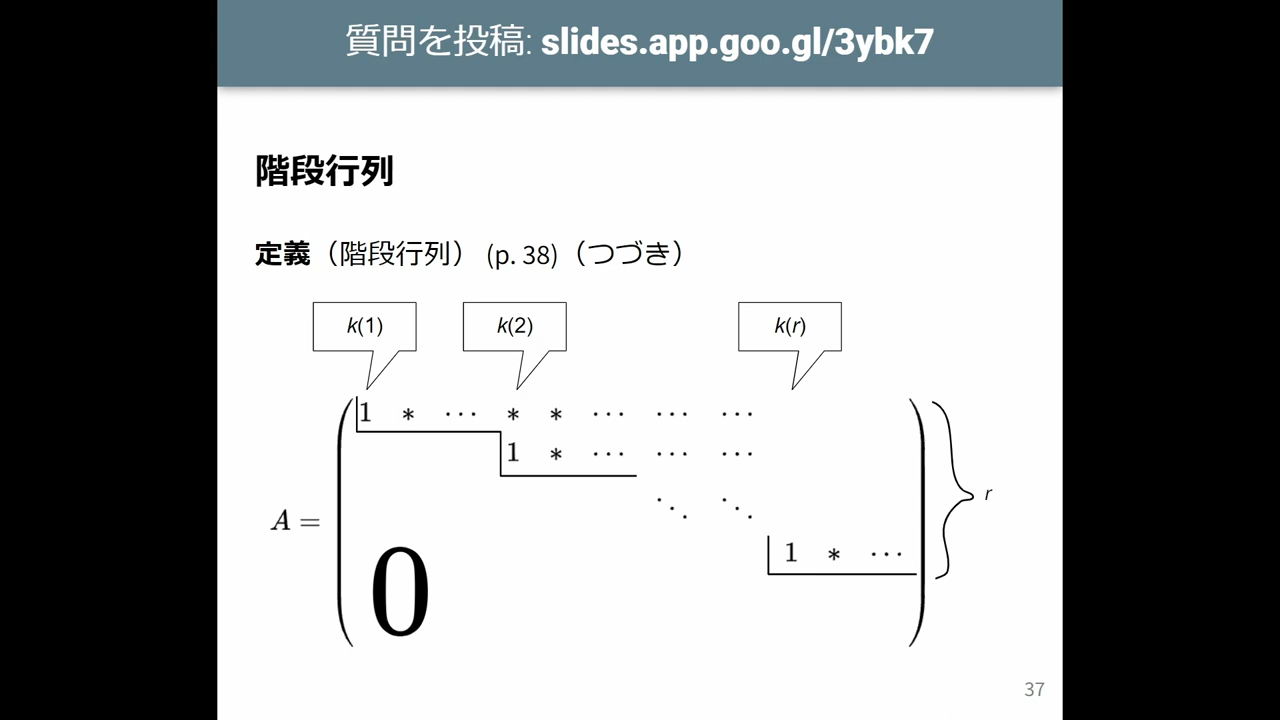 質問を投稿: slides.app.goo.gl/3ybk7
階段行列
定義（階段行列） (p. 38)（つづき）
k(1) k(2) k(r)
1 * ⋯ * * ⋯ ⋯ ⋯
1 * ⋯ ⋯ ⋯
⋱ ⋱
A = r
1 * ⋯
0
37